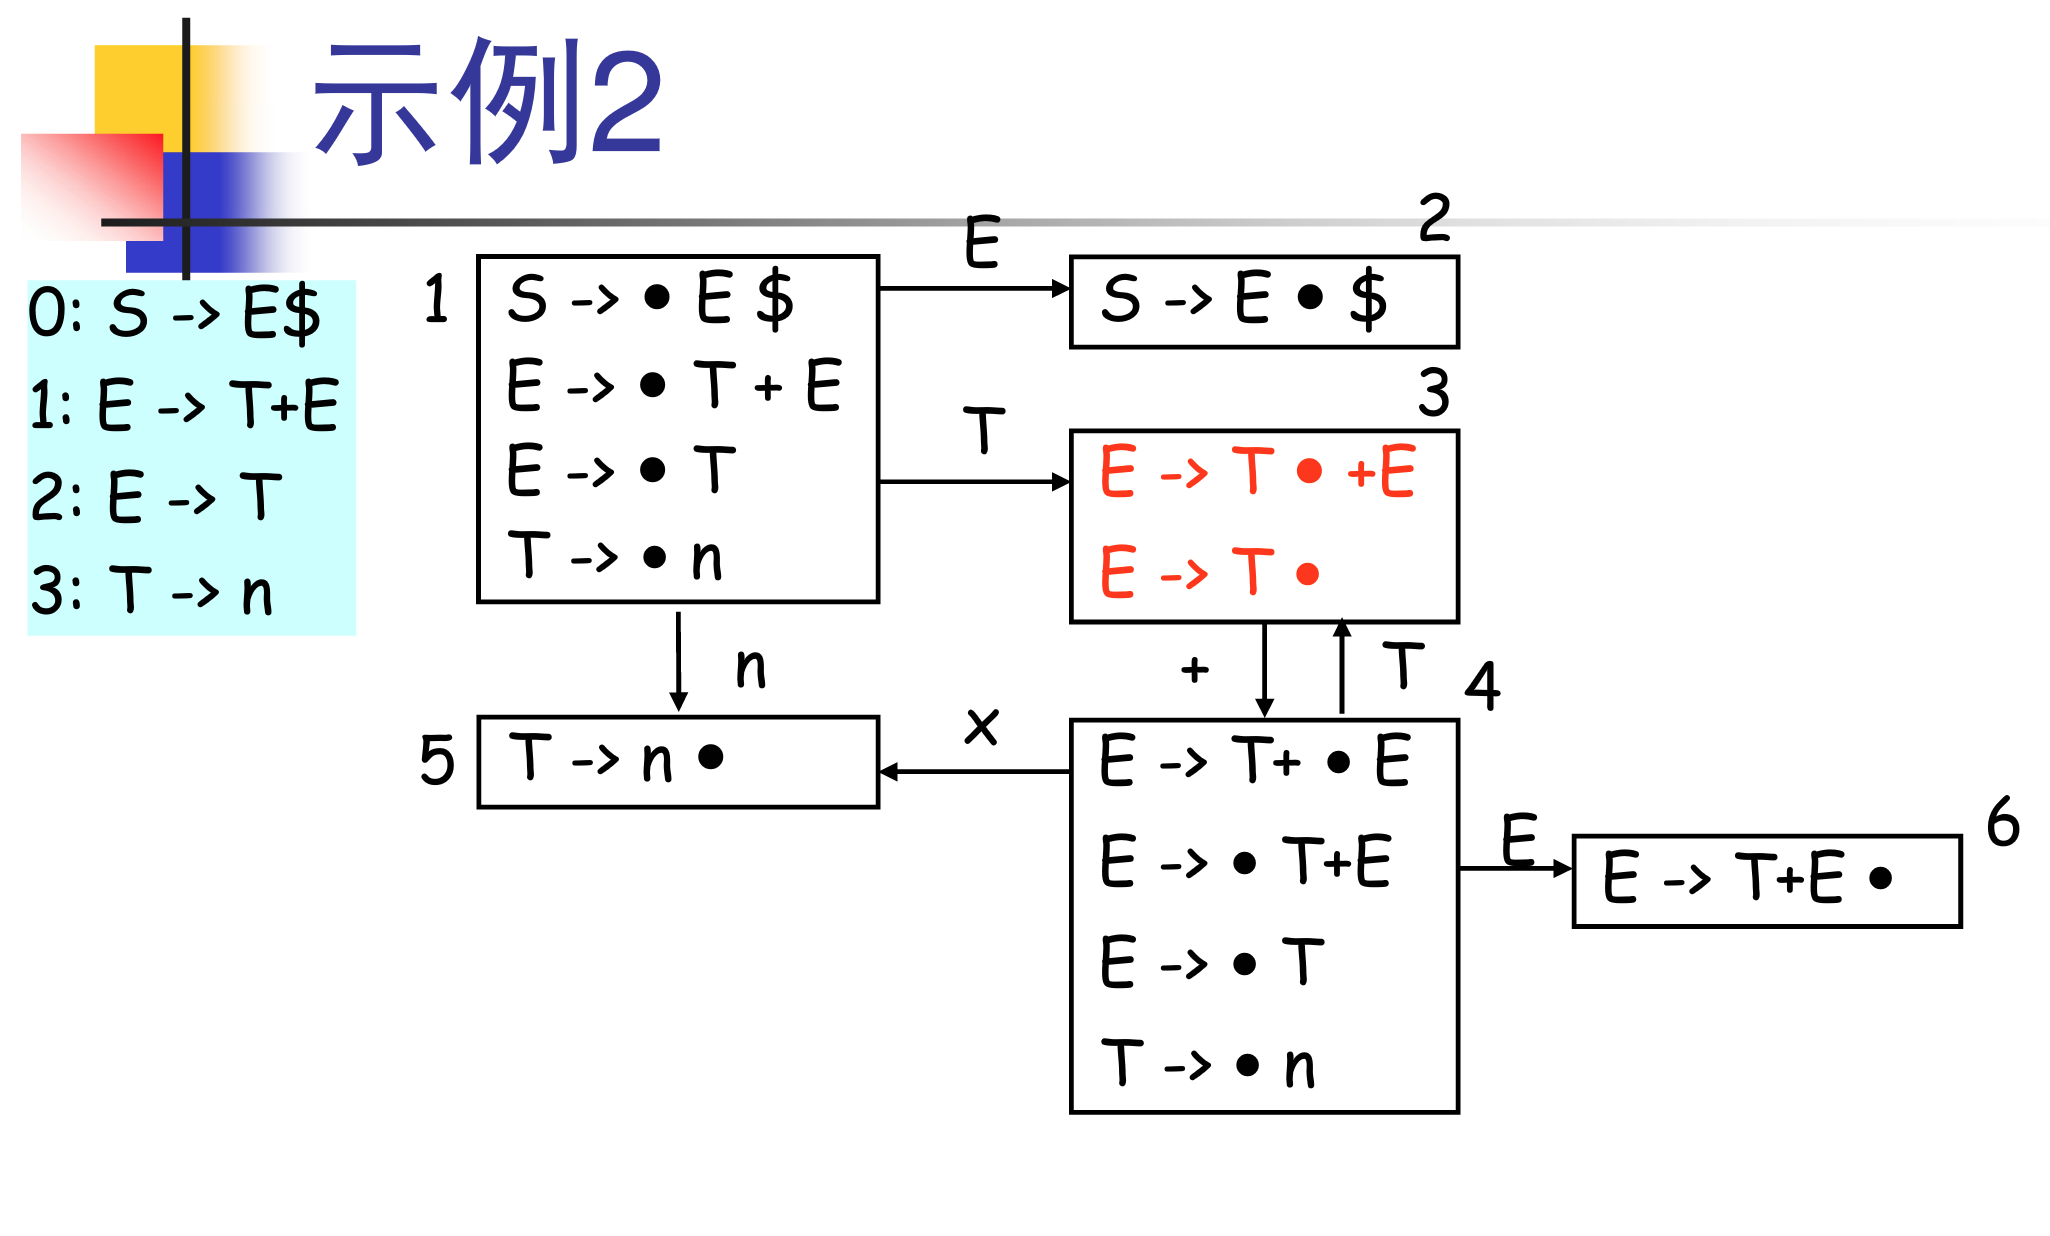 示例2
0: S -> E$
1: E -> T+E
2: E -> T
3: T -> n
1
S -> ● E $
E -> ● T + E
E -> ● T
T -> ● n
E
2
S -> E ● $
T
3
E -> T ● +E
E -> T ●
n
+
T
4
5
T -> n ●
x
E -> T+ ● E
E -> ● T+E
E -> ● T
T -> ● n
E
6
E -> T+E ●